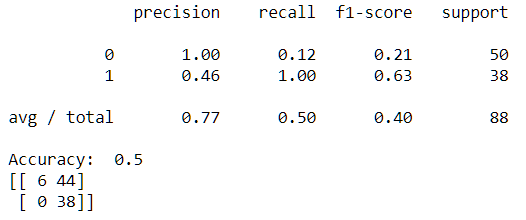 precision recall f1-score support
0 1.00 0.12 0.21 50
1 0.46 1.00 0.63 38
avg / total 0.77 0.50 0.40 88
Accuracy: 0.5
[[ 6 44]
[ 0 38]]